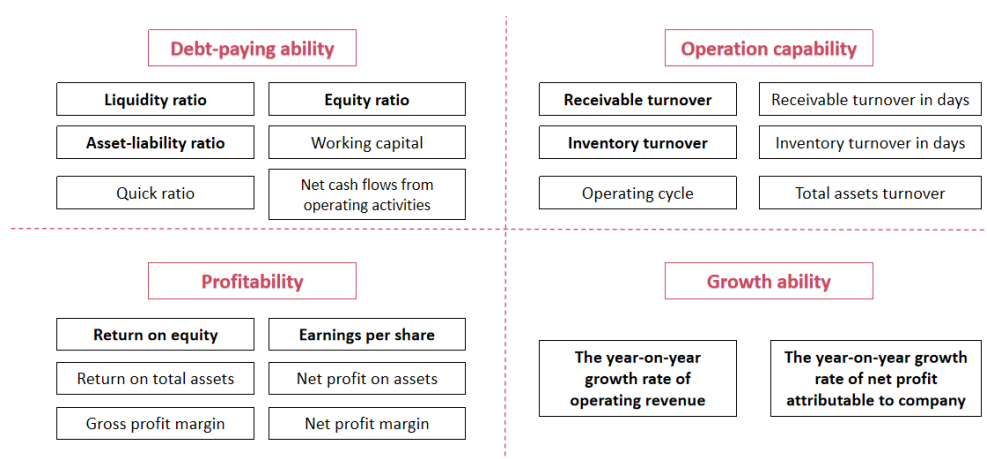 Debt-paying ability
Liquidity ratio
Equity ratio
Asset-liability ratio
Working capital
Quick ratio
Net cash flows from
operating activities
Operation capability
Receivable turnover
Receivable turnover in days
Inventory turnover
Inventory turnover in days
Operating cycle
Total assets turnover
Profitability
Return on equity
Earnings per share
Return on total assets
Net profit on assets
Gross profit margin
Net profit margin
Growth ability
The year-on-year
growth rate of
operating revenue
The year-on-year growth
rate of net profit
attributable to company